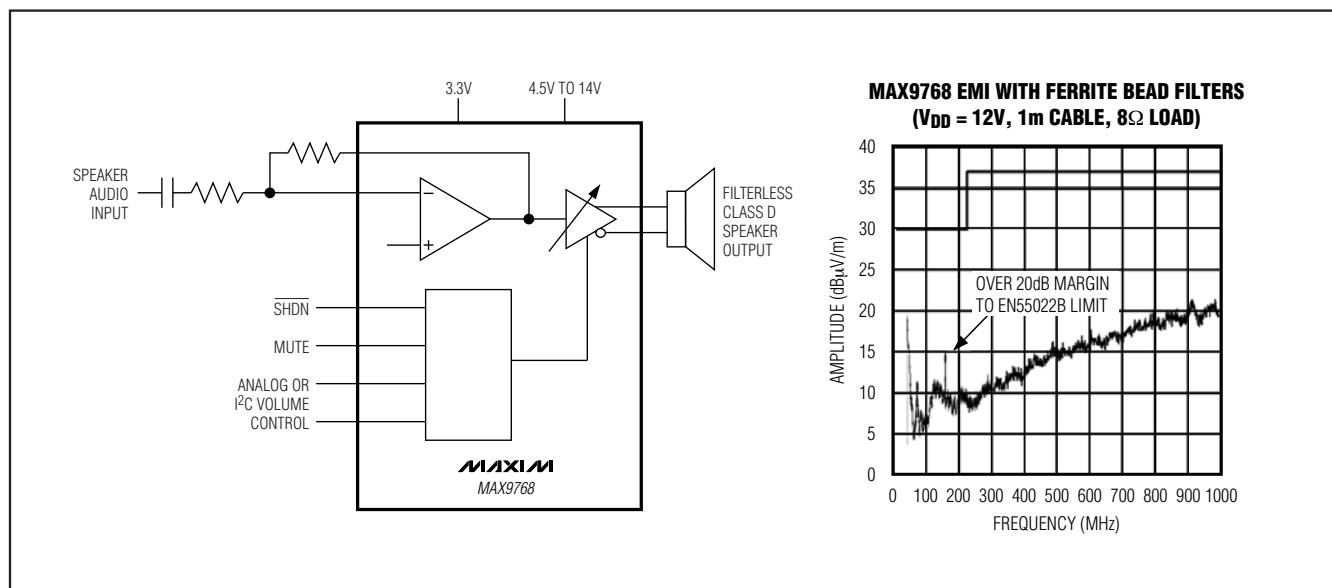 3.3V
4.5V TO 14V
SPEAKER
AUDIO
INPUT
−
+
FILTERLESS
CLASS D
SPEAKER
OUTPUT
SHDN
MUTE
ANALOG OR
I²C VOLUME
CONTROL
MAXIM
MAX9768
MAX9768 EMI WITH FERRITE BEAD FILTERS
(VDD = 12V, 1m CABLE, 8Ω LOAD)
AMPLITUDE (dBµV/m)
40
35
30
25
20
15
10
5
0
OVER 20dB MARGIN
TO EN55022B LIMIT
0 100 200 300 400 500 600 700 800 900 1000
FREQUENCY (MHz)